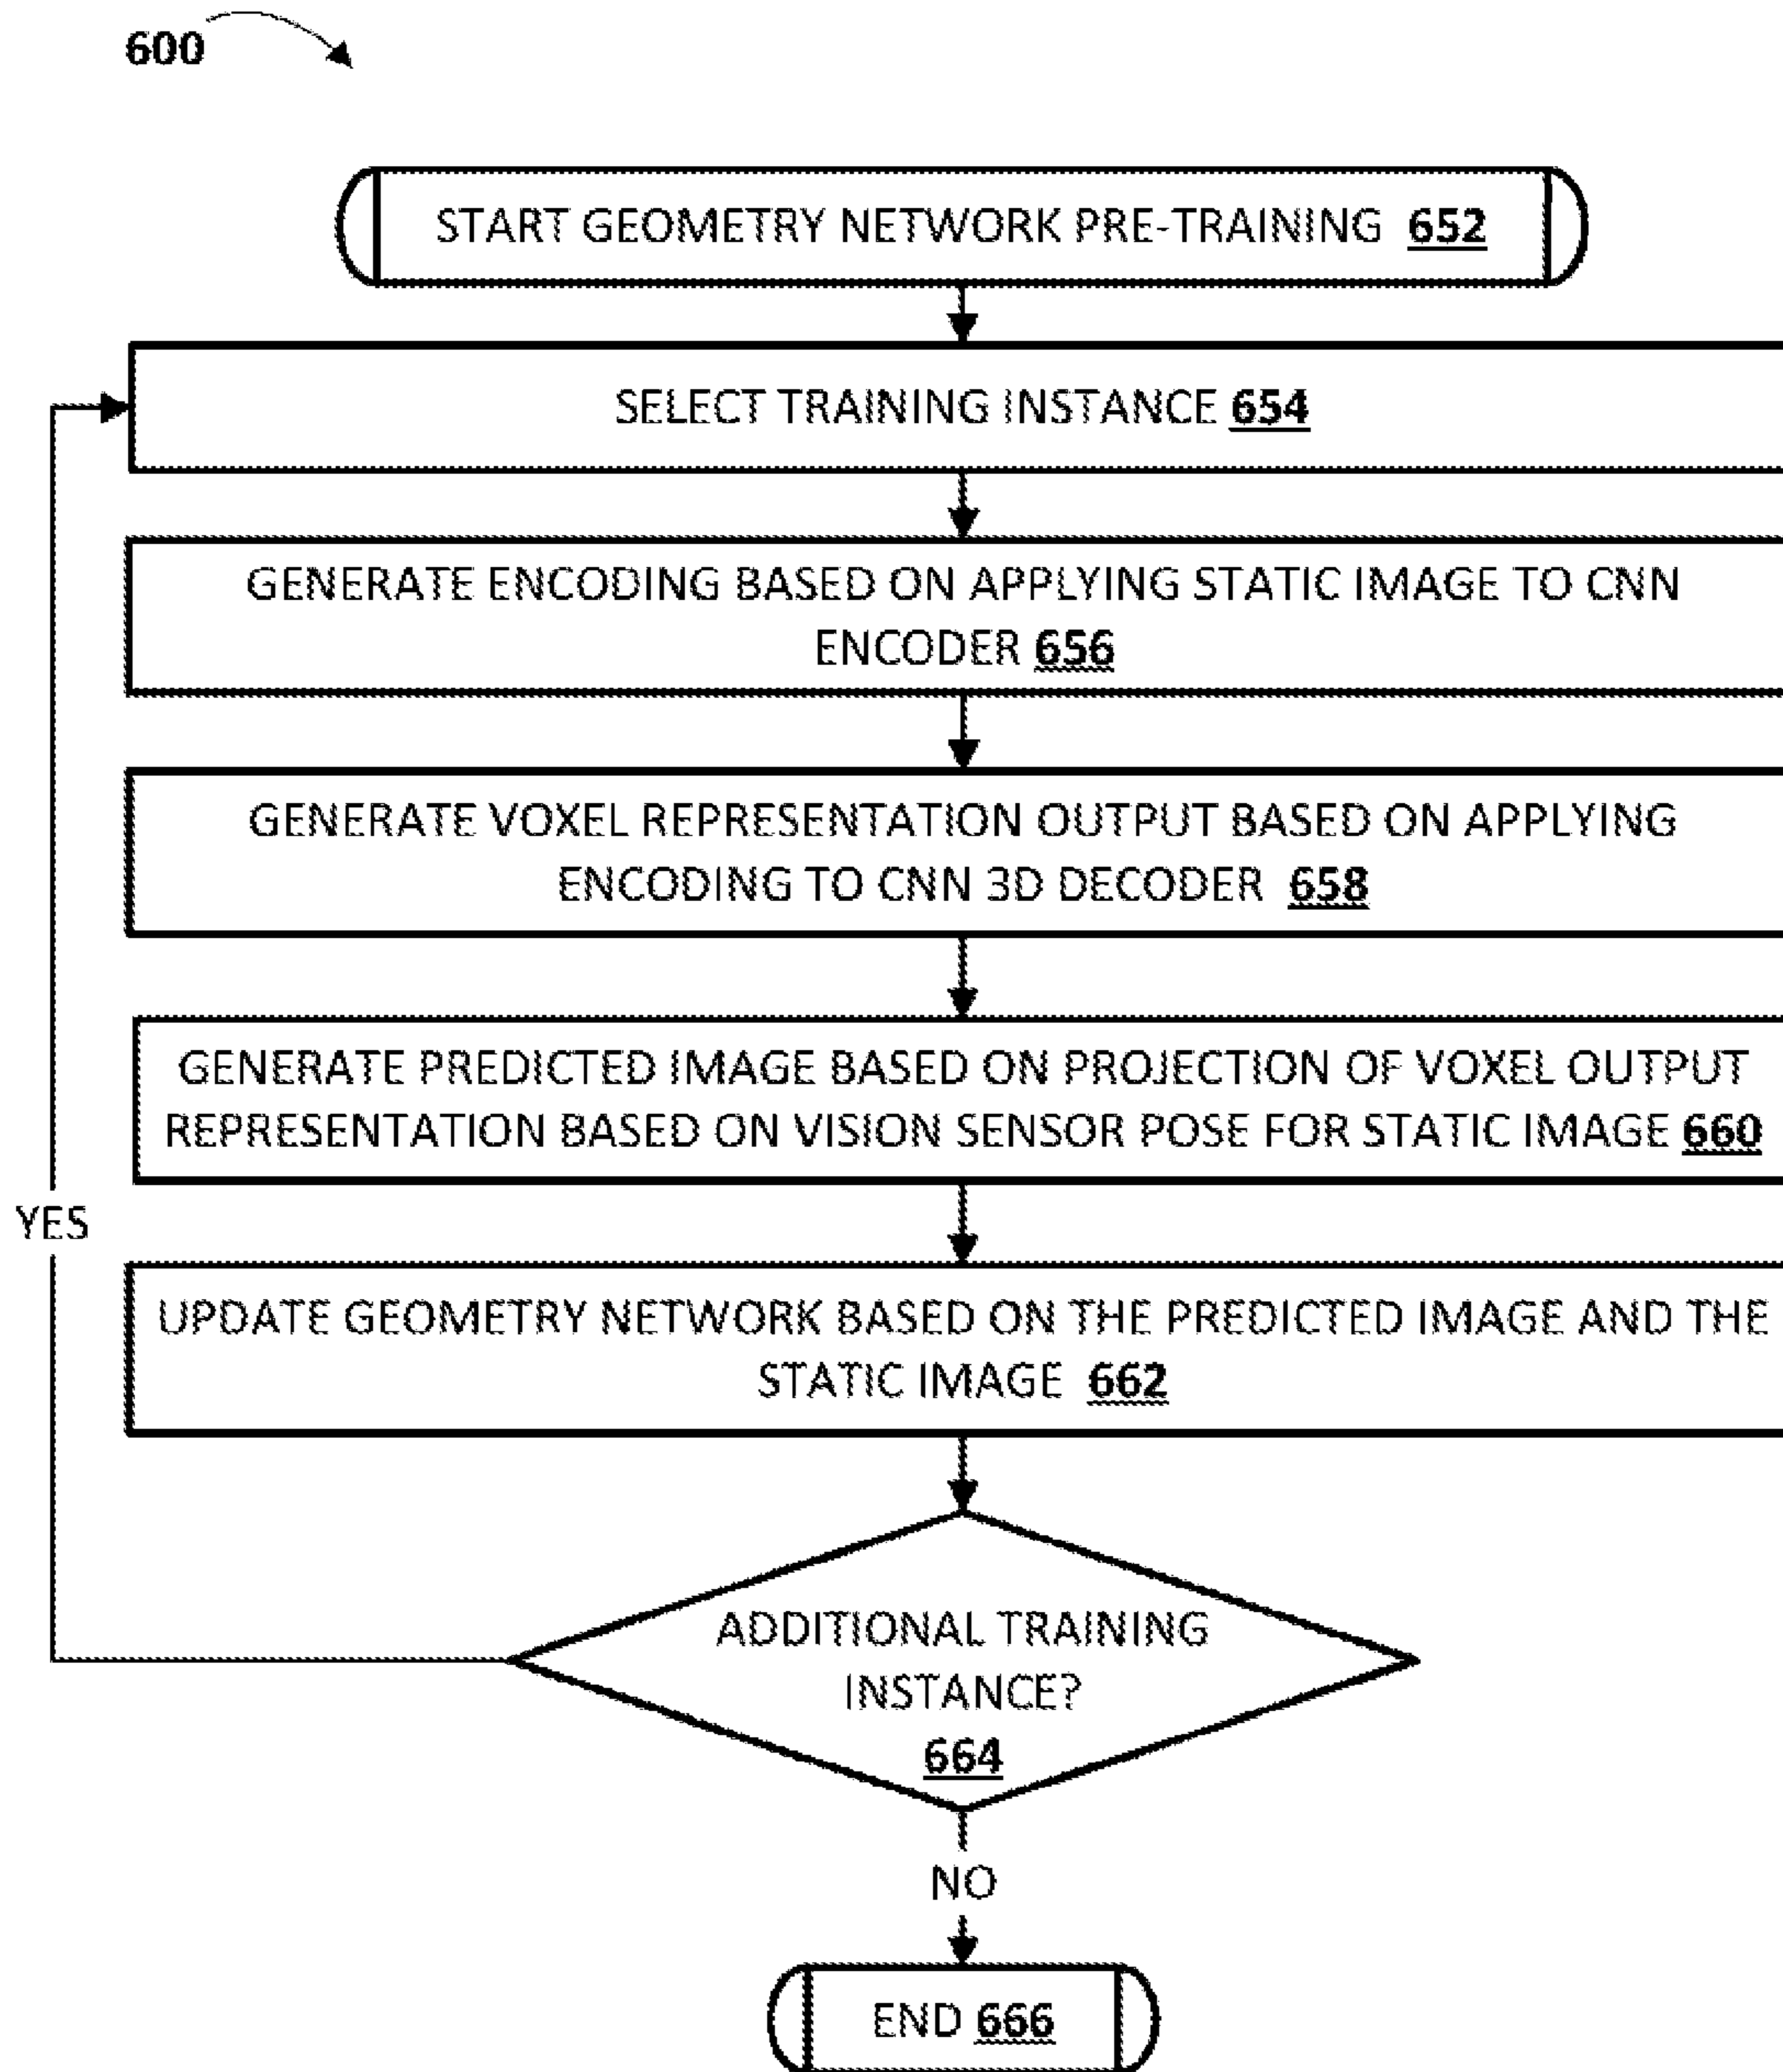 600
START GEOMETRY NETWORK PRE-TRAINING 652
SELECT TRAINING INSTANCE 654
GENERATE ENCODING BASED ON APPLYING STATIC IMAGE TO CNN
ENCODER 656
GENERATE VOXEL REPRESENTATION OUTPUT BASED ON APPLYING
ENCODING TO CNN 3D DECODER 658
GENERATE PREDICTED IMAGE BASED ON PROJECTION OF VOXEL OUTPUT
REPRESENTATION BASED ON VISION SENSOR POSE FOR STATIC IMAGE 660
YES
UPDATE GEOMETRY NETWORK BASED ON THE PREDICTED IMAGE AND THE
STATIC IMAGE 662
ADDITIONAL TRAINING
INSTANCE?
664
NO
END 666